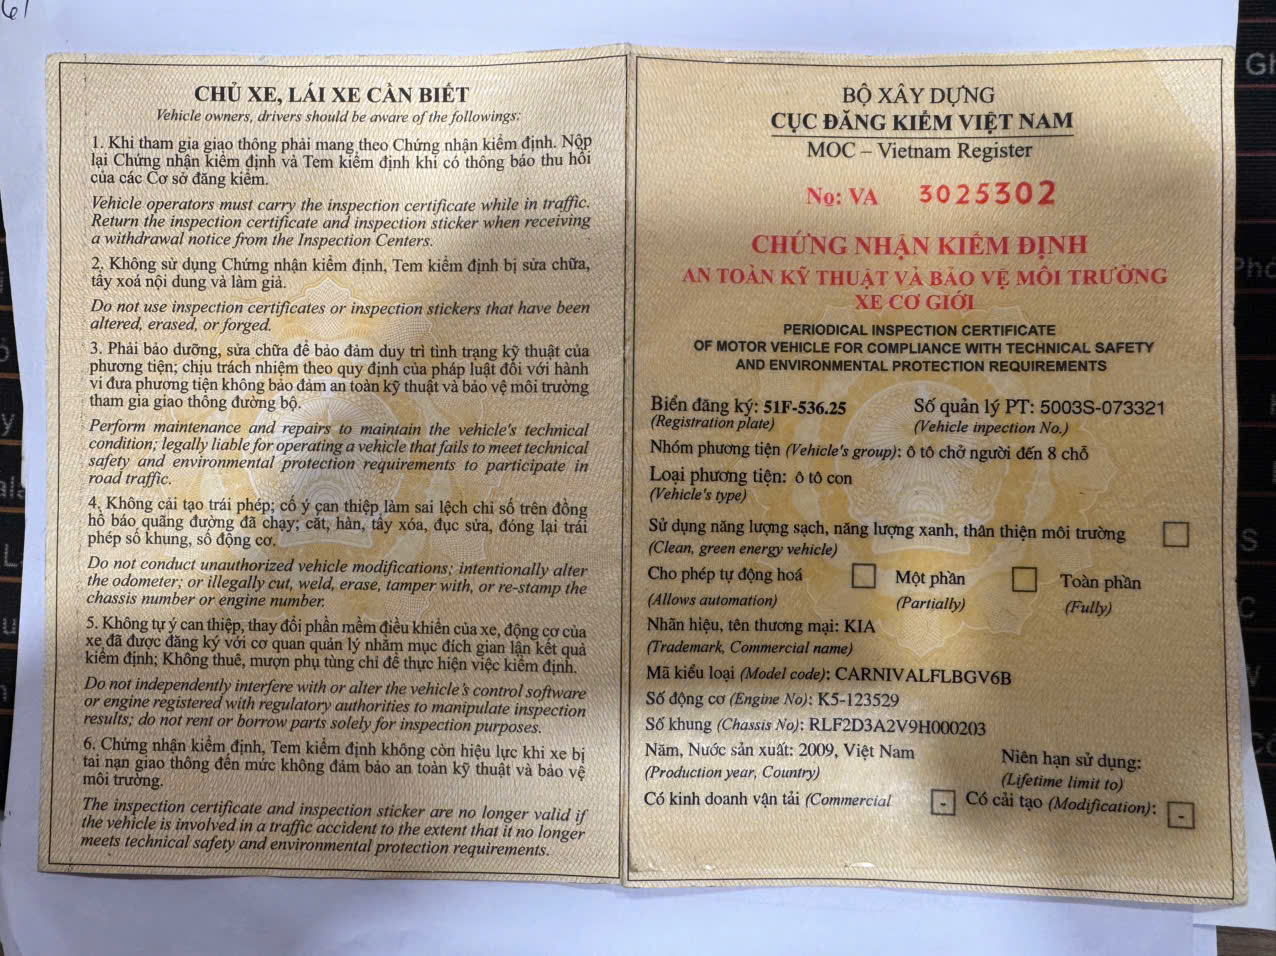 61
CHỦ XE, LÁI XE CẦN BIẾT
Vehicle owners, drivers should be aware of the followings:
1. Khi tham gia giao thông phải mang theo Chứng nhận kiểm định. Nộp
lại Chứng nhận kiểm định và Tem kiểm định khi có thông báo thu hồi
của các Cơ sở đăng kiểm.
Vehicle operators must carry the inspection certificate while in traffic.
Return the inspection certificate and inspection sticker when receiving
a withdrawal notice from the Inspection Centers.
2. Không sử dụng Chứng nhận kiểm định, Tem kiểm định bị sửa chữa,
tẩy xoá nội dung và làm giả.
Do not use inspection certificates or inspection stickers that have been
altered, erased, or forged.
3. Phải bảo dưỡng, sửa chữa để bảo đảm duy trì tình trạng kỹ thuật của
phương tiện; chịu trách nhiệm theo quy định của pháp luật đối với hành
vi đưa phương tiện không bảo đảm an toàn kỹ thuật và bảo vệ môi trường
tham gia giao thông đường bộ.
Perform maintenance and repairs to maintain the vehicle's technical
condition; legally liable for operating a vehicle that fails to meet technical
safety and environmental protection requirements to participate in
road traffic.
4. Không cải tạo trái phép; cố ý can thiệp làm sai lệch chỉ số trên đồng
hồ báo quãng đường đã chạy; cắt, hàn, tẩy xóa, đục sửa, đóng lại trái
phép số khung, số động cơ.
Do not conduct unauthorized vehicle modifications; intentionally alter
the odometer; or illegally cut, weld, erase, tamper with, or re-stamp the
chassis number or engine number.
5. Không tự ý can thiệp, thay đổi phần mềm điều khiển của xe, động cơ của
xe đã được đăng ký với cơ quan quản lý nhằm mục đích gian lận kết quả
kiểm định; Không thuê, mượn phụ tùng chỉ để thực hiện việc kiểm định.
Do not independently interfere with or alter the vehicle's control software
or engine registered with regulatory authorities to manipulate inspection
results; do not rent or borrow parts solely for inspection purposes.
6. Chứng nhận kiểm định, Tem kiểm định không còn hiệu lực khi xe bị
tai nạn giao thông đến mức không đảm bảo an toàn kỹ thuật và bảo vệ
môi trường.
The inspection certificate and inspection sticker are no longer valid if
the vehicle is involved in a traffic accident to the extent that it no longer
meets technical safety and environmental protection requirements.
BỘ XÂY DỰNG
CỤC ĐĂNG KIỂM VIỆT NAM
MOC – Vietnam Register
No: VA 3025302
CHỨNG NHẬN KIỂM ĐỊNH
AN TOÀN KỸ THUẬT VÀ BẢO VỆ MÔI TRƯỜNG
XE CƠ GIỚI
PERIODICAL INSPECTION CERTIFICATE
OF MOTOR VEHICLE FOR COMPLIANCE WITH TECHNICAL SAFETY
AND ENVIRONMENTAL PROTECTION REQUIREMENTS
Biển đăng ký: 51F-536.25 Số quản lý PT: 5003S-073321
(Registration plate) (Vehicle inpection No.)
Nhóm phương tiện (Vehicle's group): ô tô chở người đến 8 chỗ
Loại phương tiện: ô tô con
(Vehicle's type)
Sử dụng năng lượng sạch, năng lượng xanh, thân thiện môi trường
(Clean, green energy vehicle)
Cho phép tự động hoá Một phần Toàn phần
(Allows automation) (Partially) (Fully)
Nhãn hiệu, tên thương mại: KIA
(Trademark, Commercial name)
Mã kiểu loại (Model code): CARNIVALFLBGV6B
Số động cơ (Engine No): K5-123529
Số khung (Chassis No): RLF2D3A2V9H000203
Năm, Nước sản xuất: 2009, Việt Nam Niên hạn sử dụng:
(Production year, Country) (Lifetime limit to)
Có kinh doanh vận tải (Commercial - Có cải tạo (Modification): -